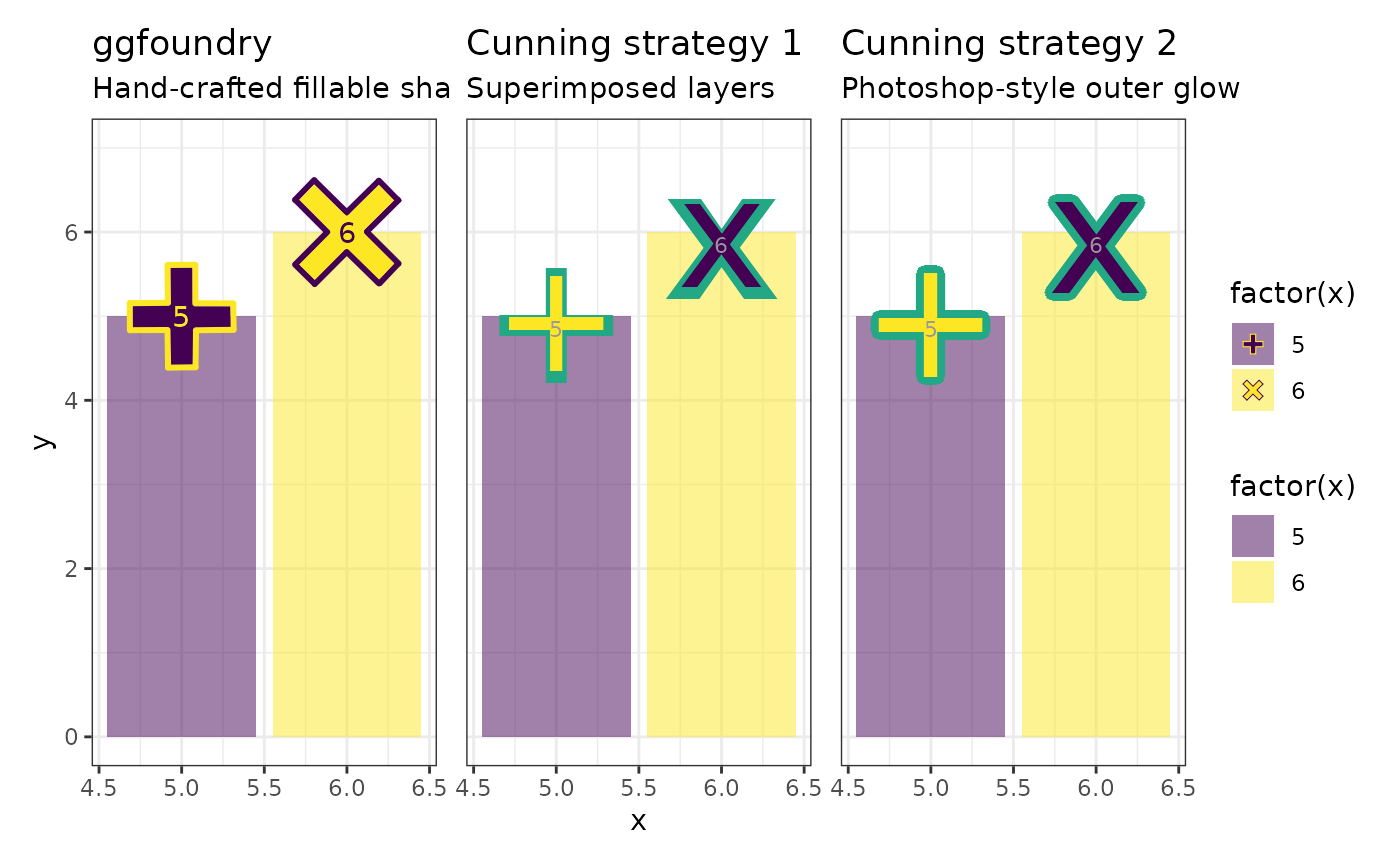 ggfoundry
Hand-crafted fillable sha
Cunning strategy 1
Superimposed layers
Cunning strategy 2
Photoshop-style outer glow
y
6
4
2
0
5
6
4.5 5.0 5.5 6.0 6.5
5
6
4.5 5.0 5.5 6.0 6.5
5
6
4.5 5.0 5.5 6.0 6.5
x
factor(x)
5
6
factor(x)
5
6